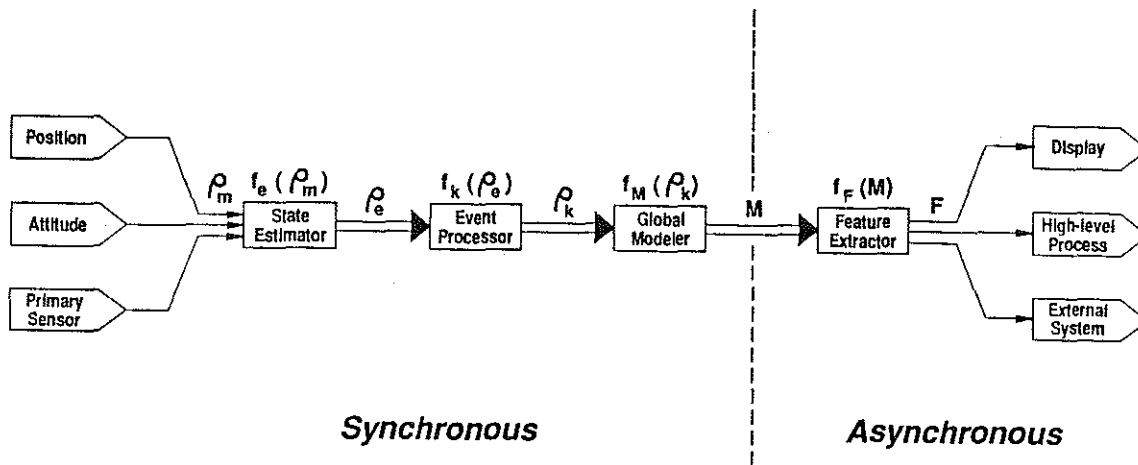 Position
Attitude
Primary
Sensor
ρm
fe (ρm)
State
Estimator
ρe
fk (ρe)
Event
Processor
ρk
fM (ρk)
Global
Modeler
M
fF (M)
Feature
Extractor
F
Display
High-level
Process
External
System
Synchronous
Asynchronous